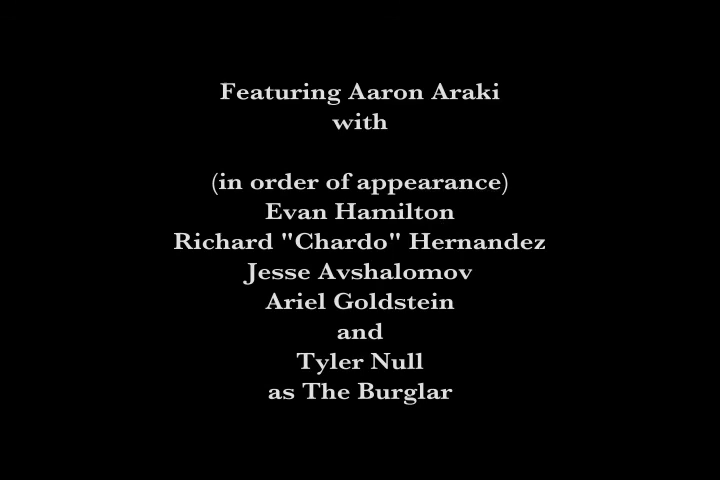 Featuring Aaron Araki
with
(in order of appearance)
Evan Hamilton
Richard "Chardo" Hernandez
Jesse Avshalomov
Ariel Goldstein
and
Tyler Null
as The Burglar